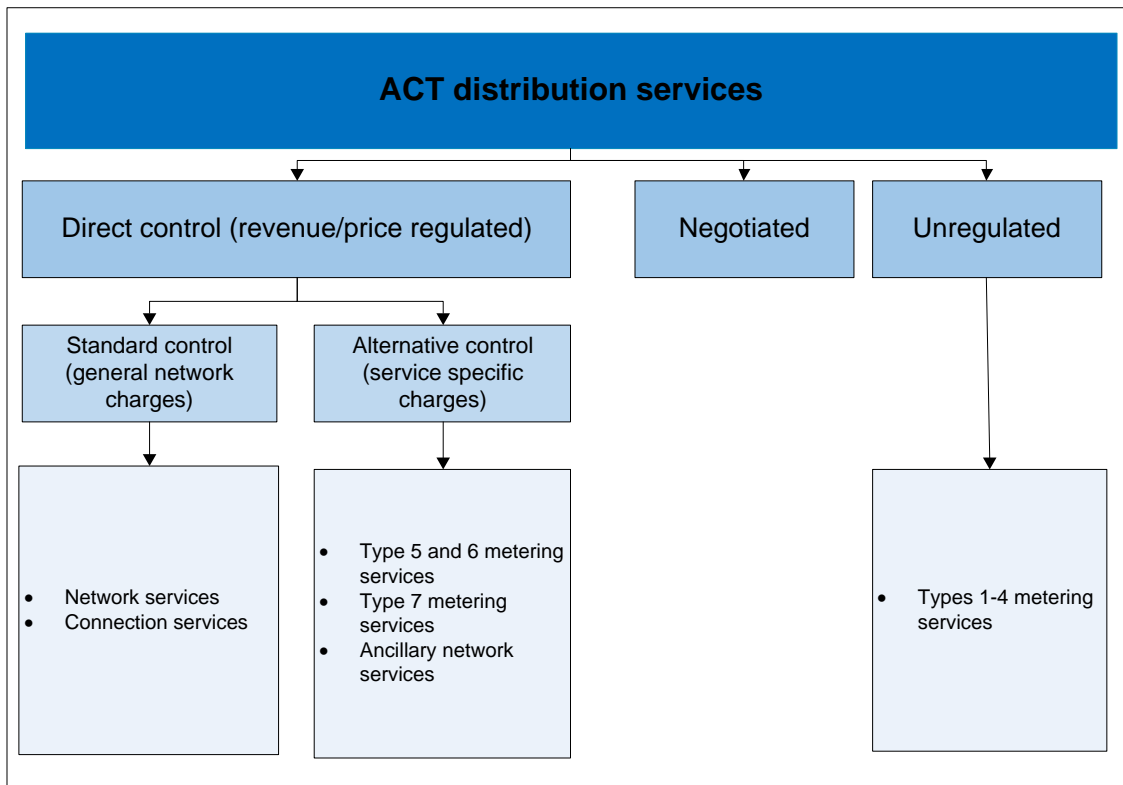 ACT distribution services
Direct control (revenue/price regulated)
Negotiated
Unregulated
Standard control
(general network
charges)
Alternative control
(service specific
charges)
• Network services
• Connection services
• Type 5 and 6 metering
services
• Type 7 metering
services
• Ancillary network
services
• Types 1-4 metering
services